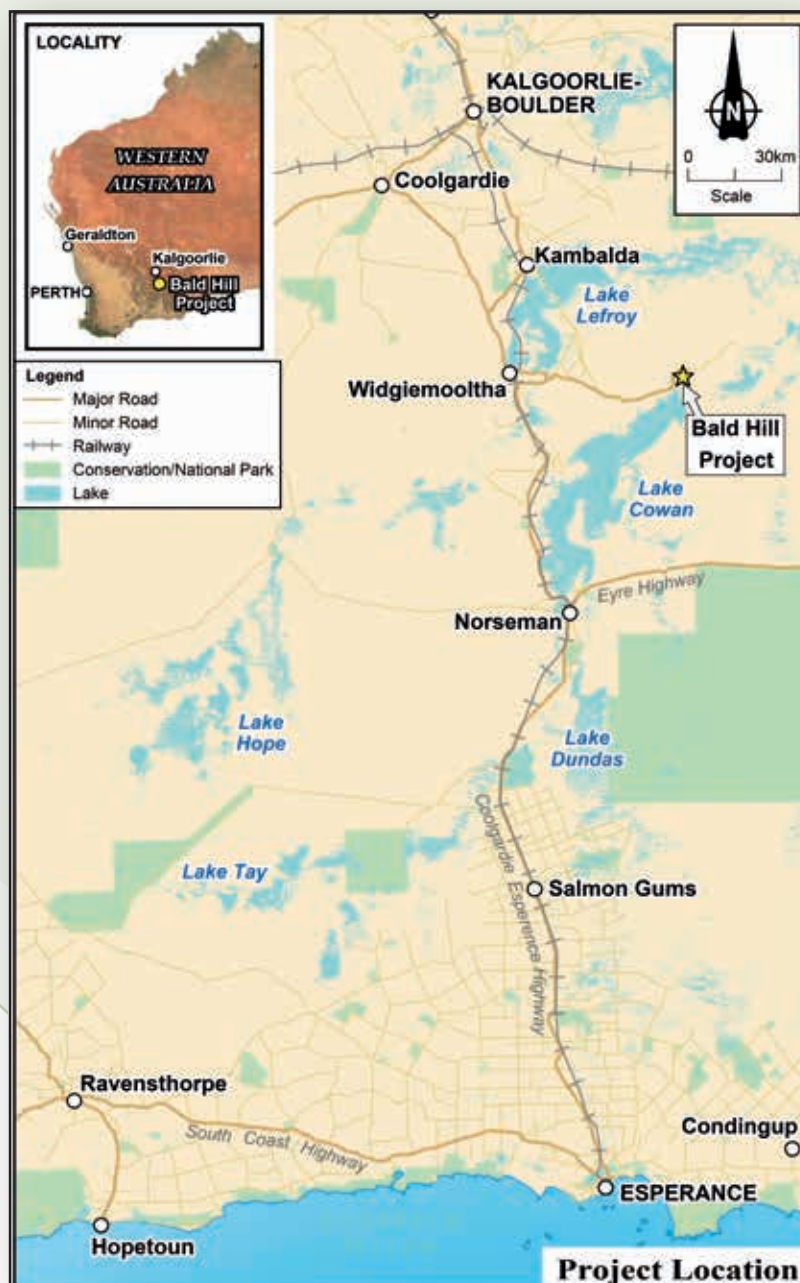 LOCALITY
WESTERN
AUSTRALIA
Geraldton
Kalgoorlie
PERTH
Bald Hill
Project
Legend
Major Road
Minor Road
Railway
Conservation/National Park
Lake
N
0 30km
Scale
KALGOORLIE-
BOULDER
Coolgardie
Kambalda
Lake
Lefroy
Widgiemooltha
Bald Hill
Project
Lake
Cowan
Eyre Highway
Norseman
Lake
Hope
Lake
Dundas
Lake Tay
Coolgardie Esperence Highway
Salmon Gums
Ravensthorpe
South Coast Highway
Condingup
ESPERANCE
Hopetoun
Project Location